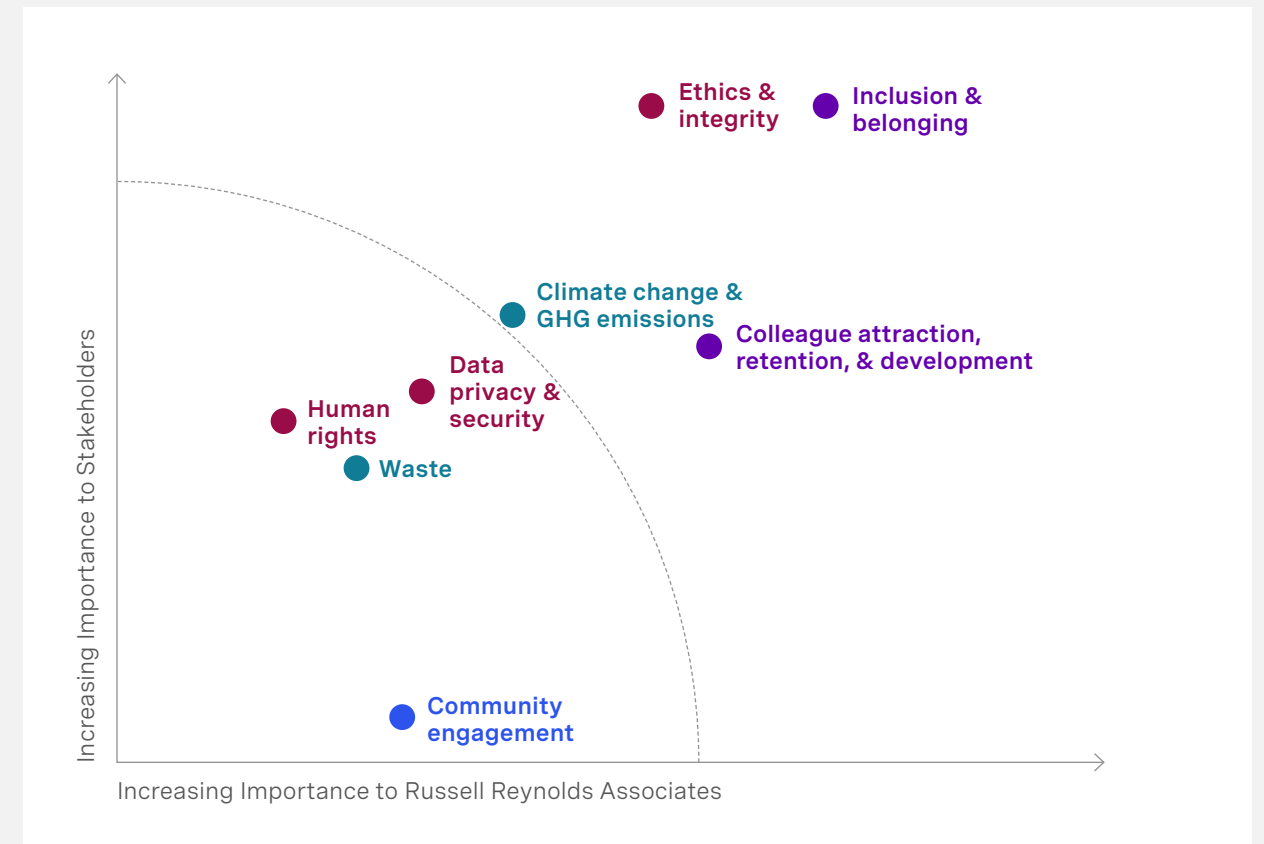 Ethics &
integrity
Inclusion &
belonging
Climate change &
GHG emissions
Colleague attraction,
retention, & development
Data
privacy &
security
Human
rights
Waste
Community
engagement
Increasing Importance to Stakeholders
Increasing Importance to Russell Reynolds Associates